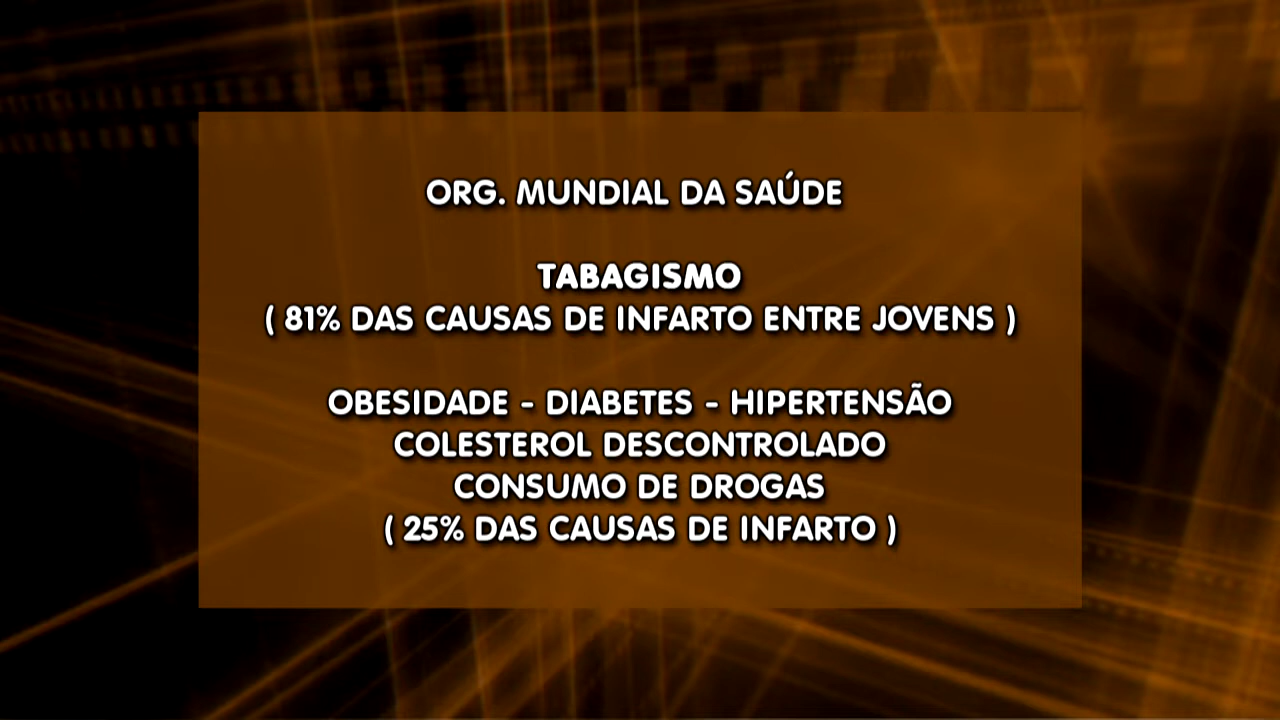 ORG. MUNDIAL DA SAÚDE
TABAGISMO
( 81% DAS CAUSAS DE INFARTO ENTRE JOVENS )
OBESIDADE - DIABETES - HIPERTENSÃO
COLESTEROL DESCONTROLADO
CONSUMO DE DROGAS
( 25% DAS CAUSAS DE INFARTO )